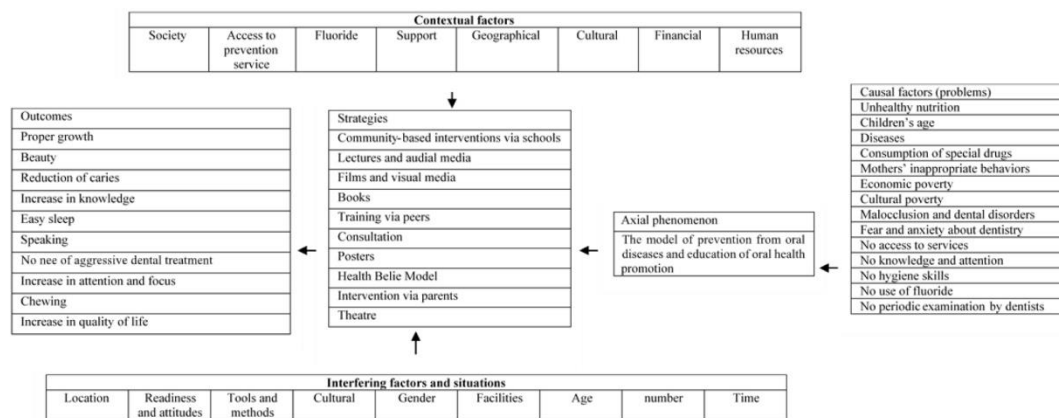 Contextual factors
Society
Access to
prevention
service
Fluoride
Support
Geographical
Cultural
Financial
Human
resources
Outcomes
Proper growth
Beauty
Reduction of caries
Increase in knowledge
Easy sleep
Speaking
No nee of aggressive dental treatment
Increase in attention and focus
Chewing
Increase in quality of life
Strategies
Community-based interventions via schools
Lectures and audial media
Films and visual media
Books
Training via peers
Consultation
Posters
Health Belie Model
Intervention via parents
Theatre
Axial phenomenon
The model of prevention from oral
diseases and education of oral health
promotion
Causal factors (problems)
Unhealthy nutrition
Children's age
Diseases
Consumption of special drugs
Mothers' inappropriate behaviors
Economic poverty
Cultural poverty
Malocclusion and dental disorders
Fear and anxiety about dentistry
No access to services
No knowledge and attention
No hygiene skills
No use of fluoride
No periodic examination by dentists
Interfering factors and situations
Location
Readiness
and attitudes
Tools and
methods
Cultural
Gender
Facilities
Age
number
Time